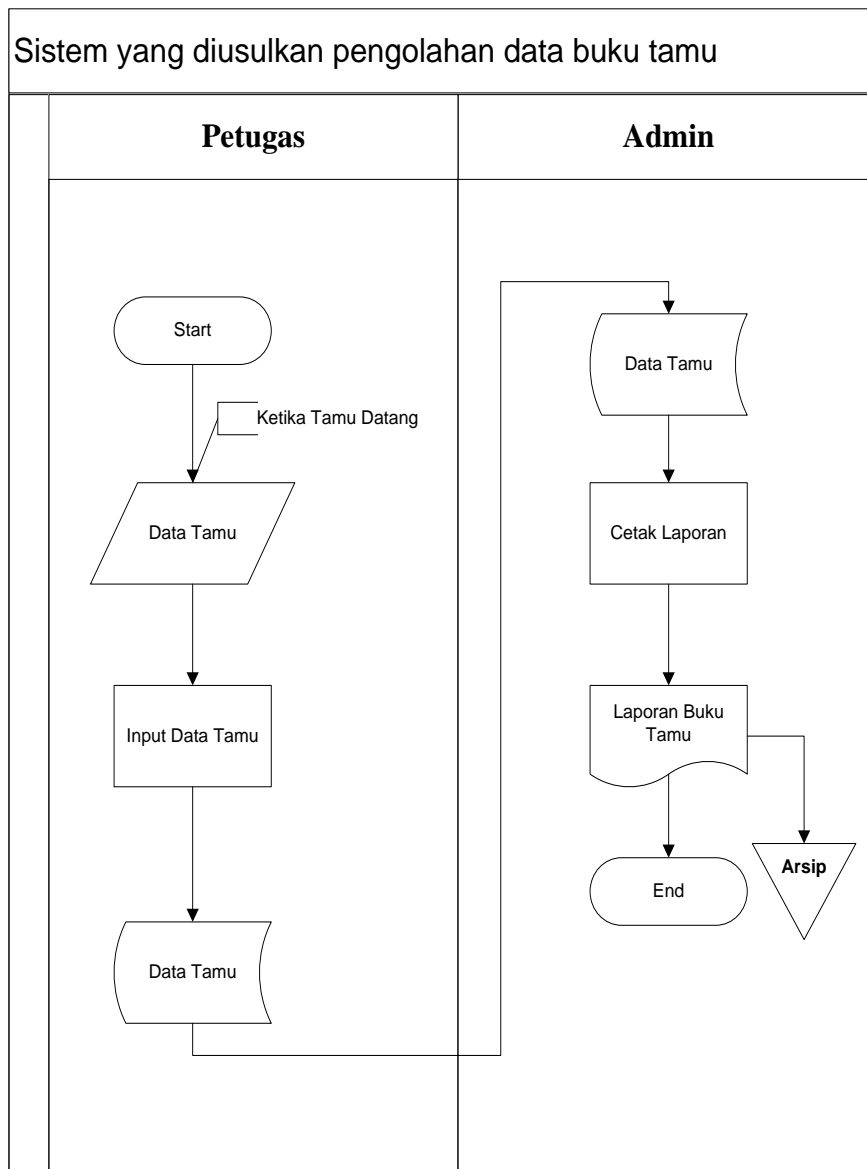 Sistem yang diusulkan pengolahan data buku tamu
Petugas
Admin
Start
Ketika Tamu Datang
Data Tamu
Input Data Tamu
Data Tamu
Data Tamu
Cetak Laporan
Laporan Buku
Tamu
End
Arsip